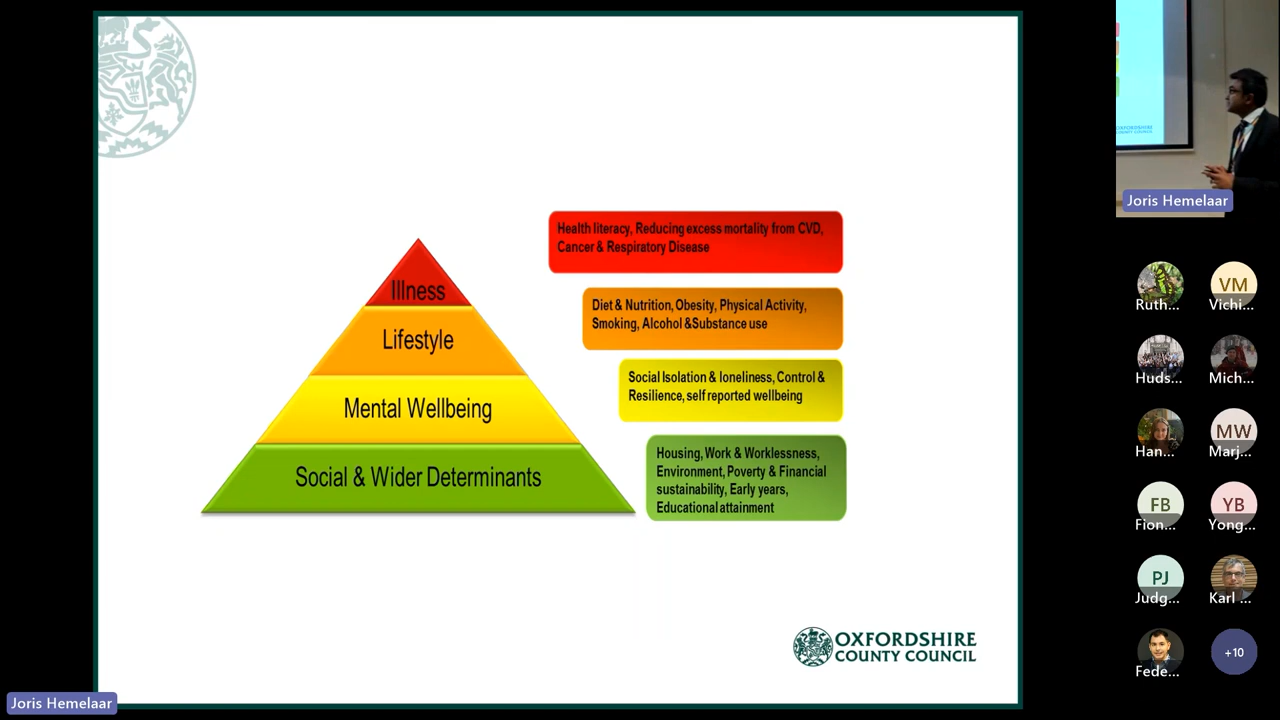 Health literacy, Reducing excess mortality from CVD,
Cancer & Respiratory Disease
Illness
Diet & Nutrition, Obesity, Physical Activity,
Smoking, Alcohol &Substance use
Lifestyle
Social Isolation & loneliness, Control &
Resilience, self reported wellbeing
Mental Wellbeing
Housing, Work & Worklessness,
Environment, Poverty & Financial
sustainability, Early years,
Educational attainment
Social & Wider Determinants
OXFORDSHIRE
COUNTY COUNCIL
Joris Hemelaar
OXFORDSHIRE
COUNTY COUNCIL
Joris Hemelaar
Ruth...
VM
Vichi...
Huds...
Mich...
Han...
MW
Marj...
FB
Fion...
YB
Yong...
PJ
Judg...
Karl ...
Fede...
+10